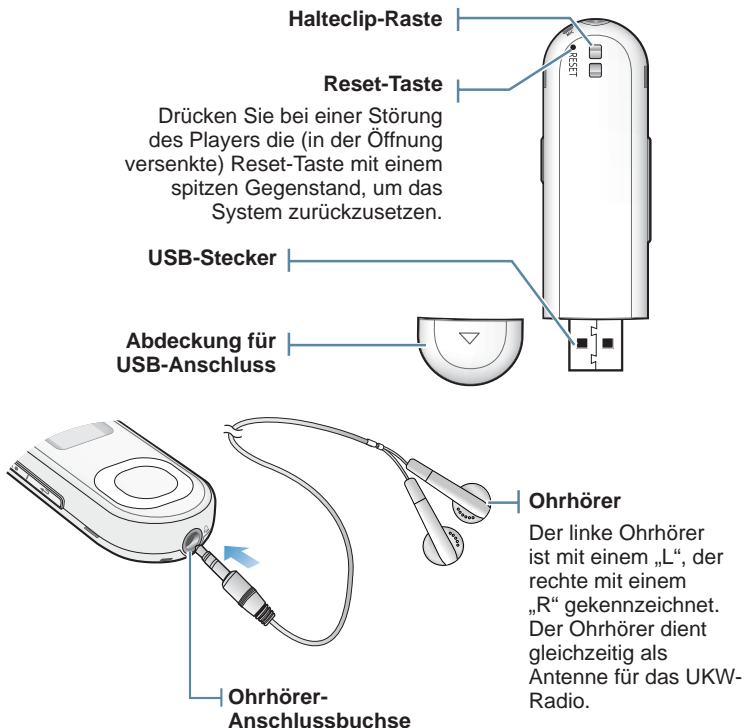 Halteclip-Raste
Reset-Taste
Drücken Sie bei einer Störung
des Players die (in der Öffnung
versenkte) Reset-Taste mit einem
spitzen Gegenstand, um das
System zurückzusetzen.
RESET
USB-Stecker
Abdeckung für
USB-Anschluss
Ohrhörer
Der linke Ohrhörer
ist mit einem „L“, der
rechte mit einem
„R“ gekennzeichnet.
Der Ohrhörer dient
gleichzeitig als
Antenne für das UKW-
Radio.
Ohrhörer-
Anschlussbuchse